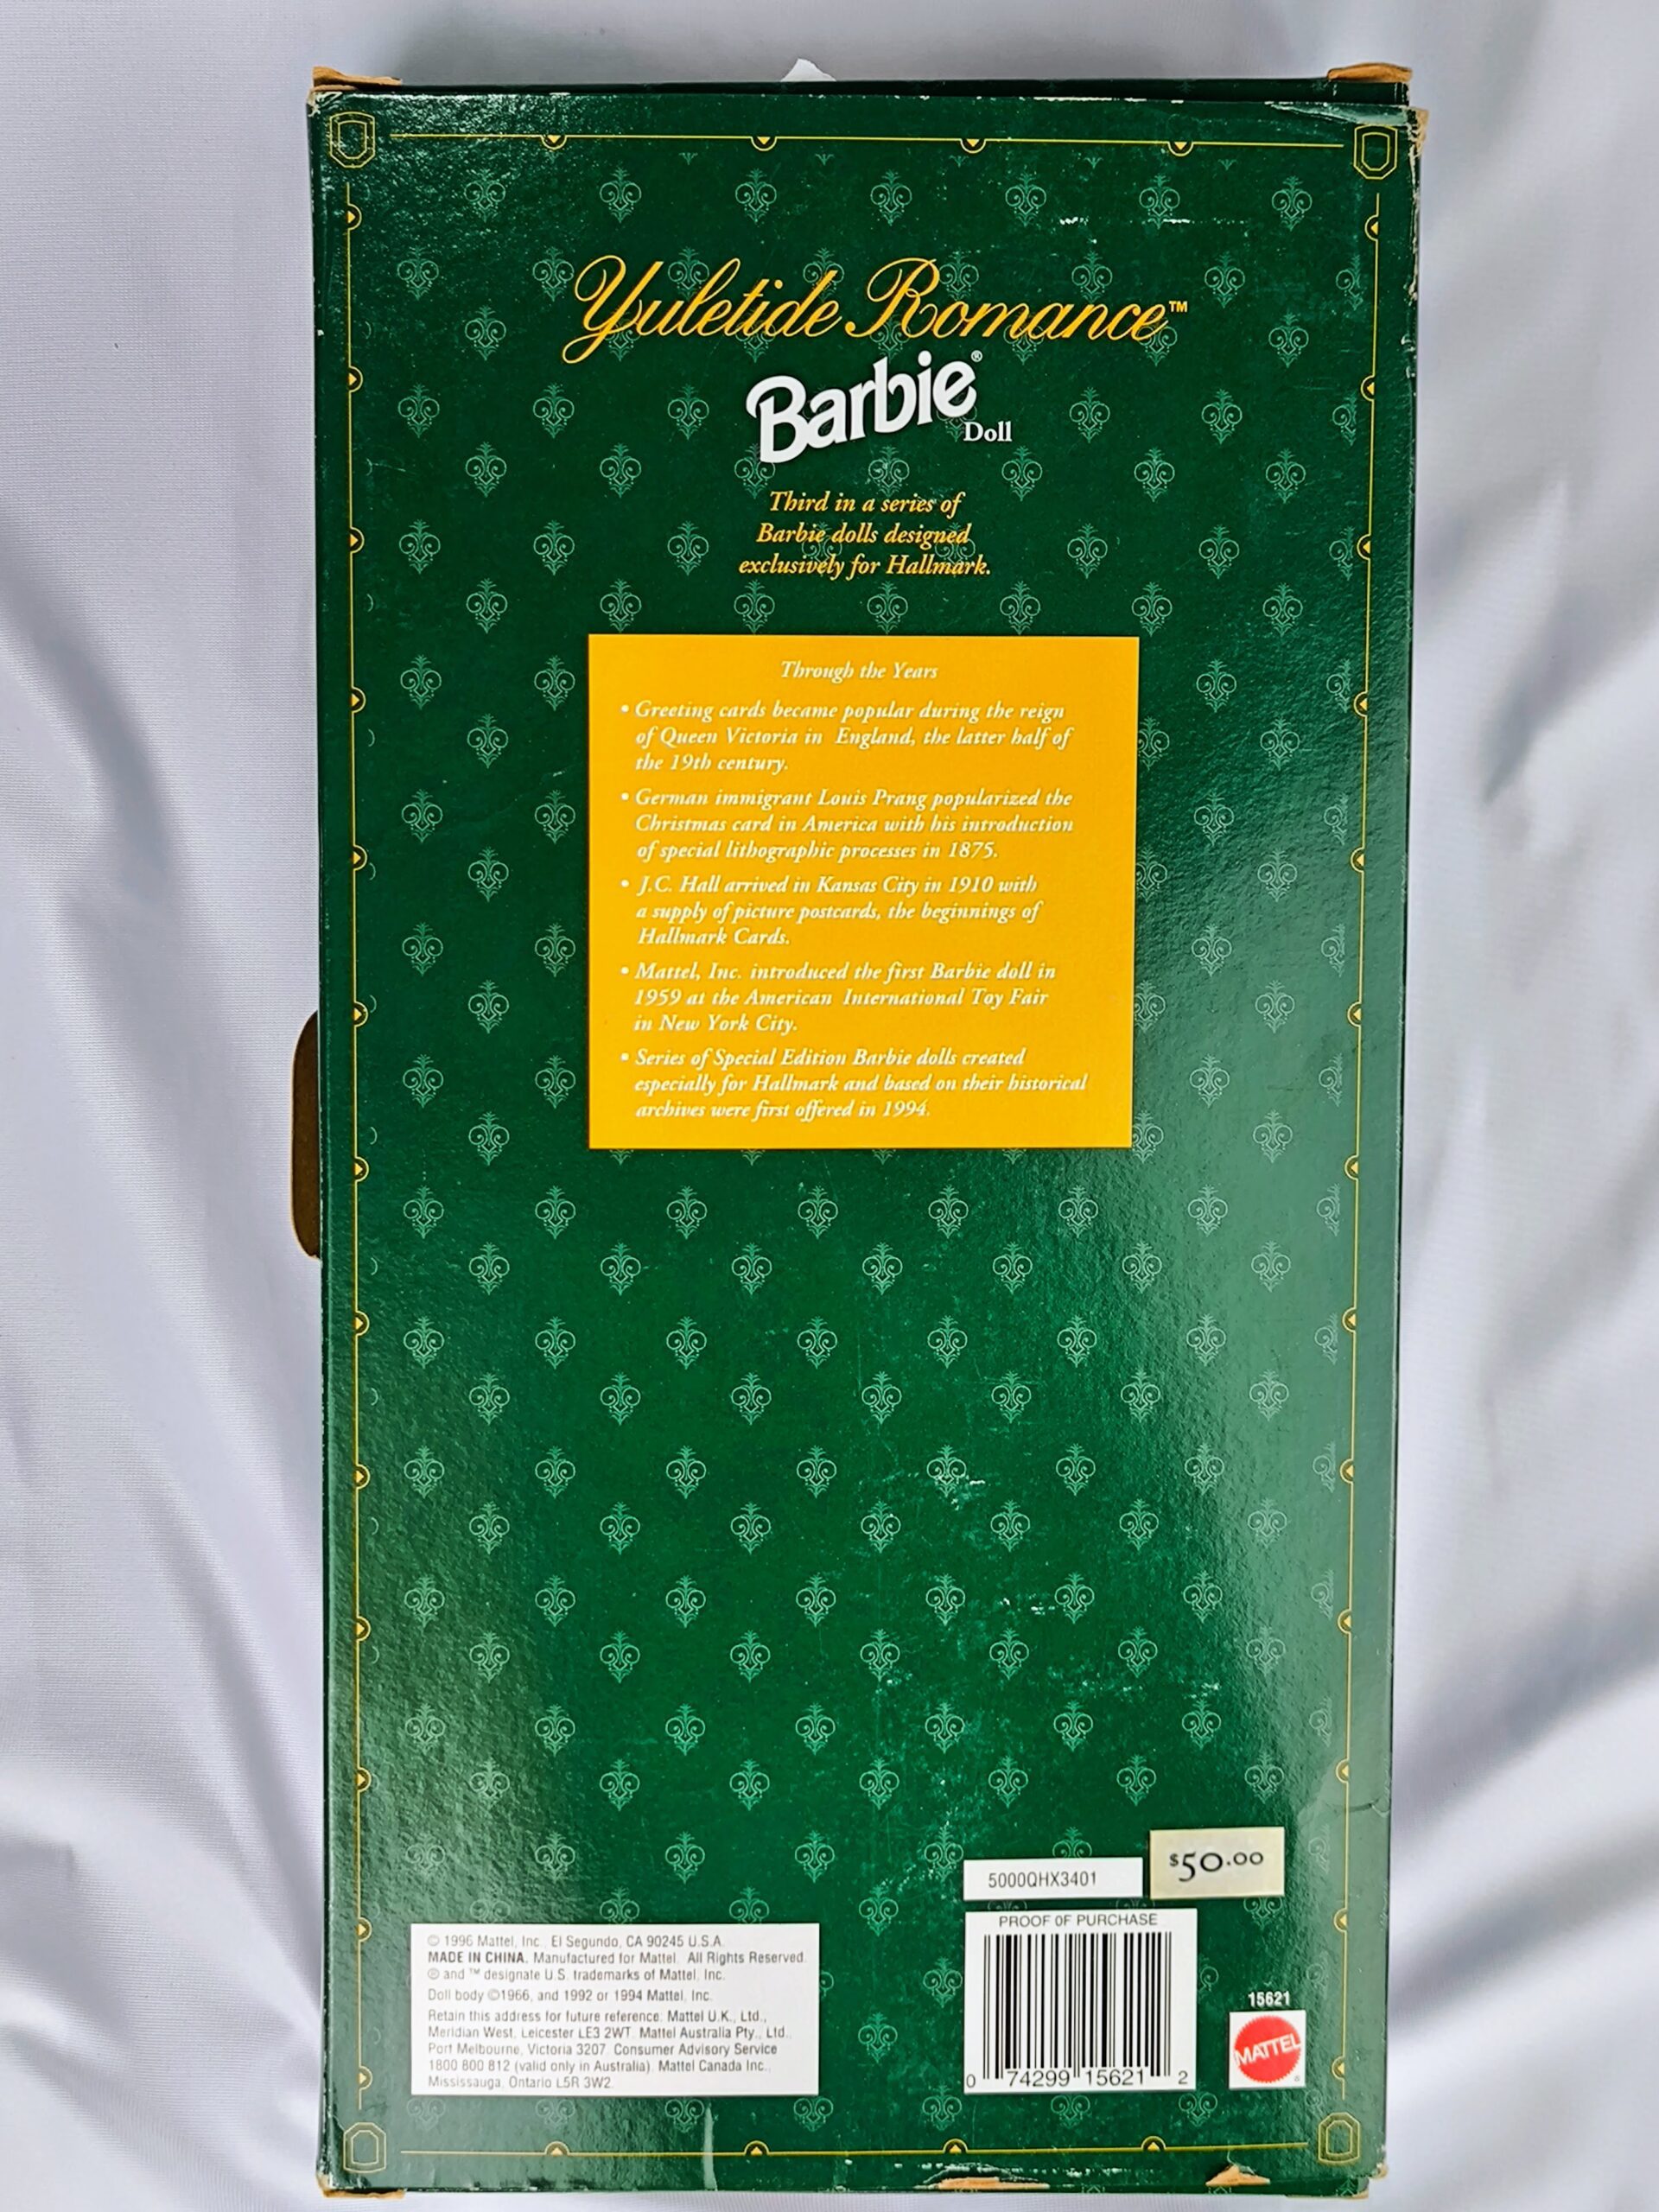 Yuletide Romance™
Barbie®
Doll
Third in a series of
Barbie dolls designed
exclusively for Hallmark.
Through the Years
• Greeting cards became popular during the reign
of Queen Victoria in England, the latter half of
the 19th century.
• German immigrant Louis Prang popularized the
Christmas card in America with his introduction
of special lithographic processes in 1875.
• J.C. Hall arrived in Kansas City in 1910 with
a supply of picture postcards, the beginnings of
Hallmark Cards.
• Mattel, Inc. introduced the first Barbie doll in
1959 at the American International Toy Fair
in New York City.
• Series of Special Edition Barbie dolls created
especially for Hallmark and based on their historical
archives were first offered in 1994.
$50.00
5000QHX3401
PROOF OF PURCHASE
0 74299 15621 2
15621
MATTEL
© 1996 Mattel, Inc. El Segundo, CA 90245 U.S.A.
MADE IN CHINA. Manufactured for Mattel. All Rights Reserved.
® and ™ designate U.S. trademarks of Mattel, Inc.
Doll body ©1966, and 1992 or 1994 Mattel, Inc.
Retain this address for future reference: Mattel U.K., Ltd.,
Meridian West, Leicester LE3 2WT. Mattel Australia Pty., Ltd.,
Port Melbourne, Victoria 3207. Consumer Advisory Service
1800 800 812 (valid only in Australia). Mattel Canada Inc.,
Mississauga, Ontario L5R 3W2.